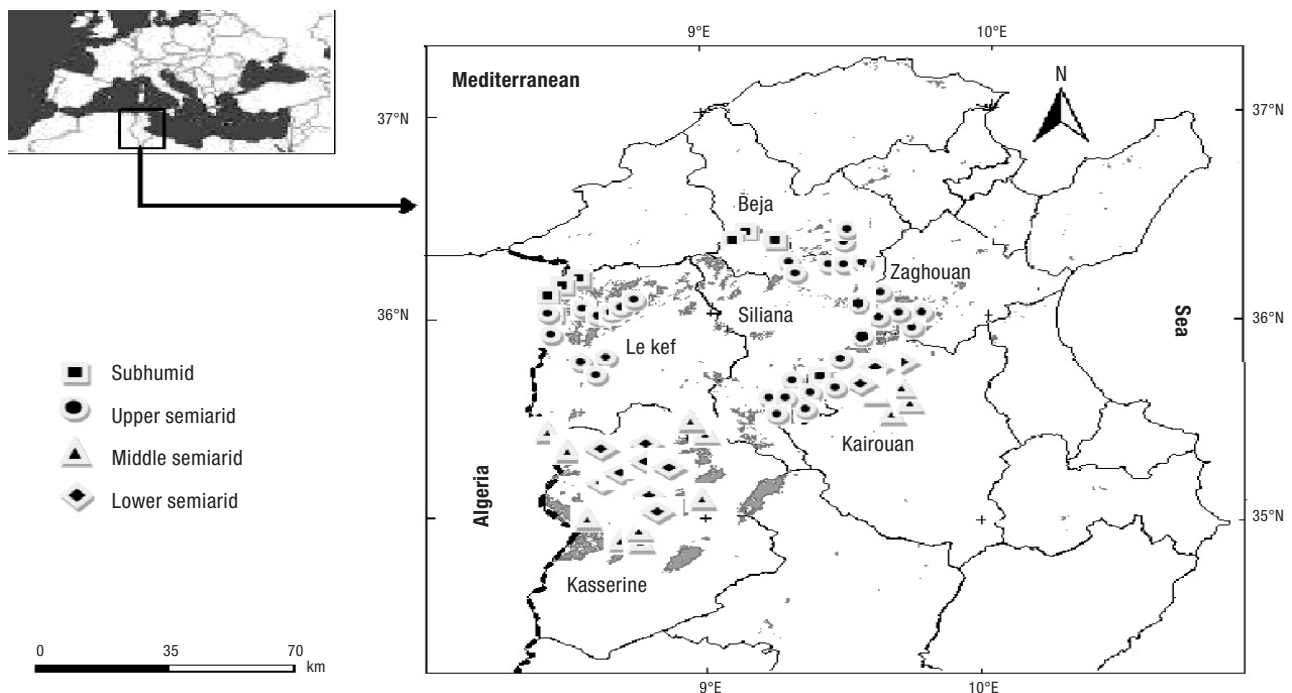 9°E
10°E
Mediterranean
N
37°N
37°N
Beja
Zaghouan
36°N
Siliana
36°N
Sea
Le kef
Subhumid
Upper semiarid
Middle semiarid
Lower semiarid
Kairouan
Algeria
35°N
Kasserine
0
35
70
km
9°E
10°E